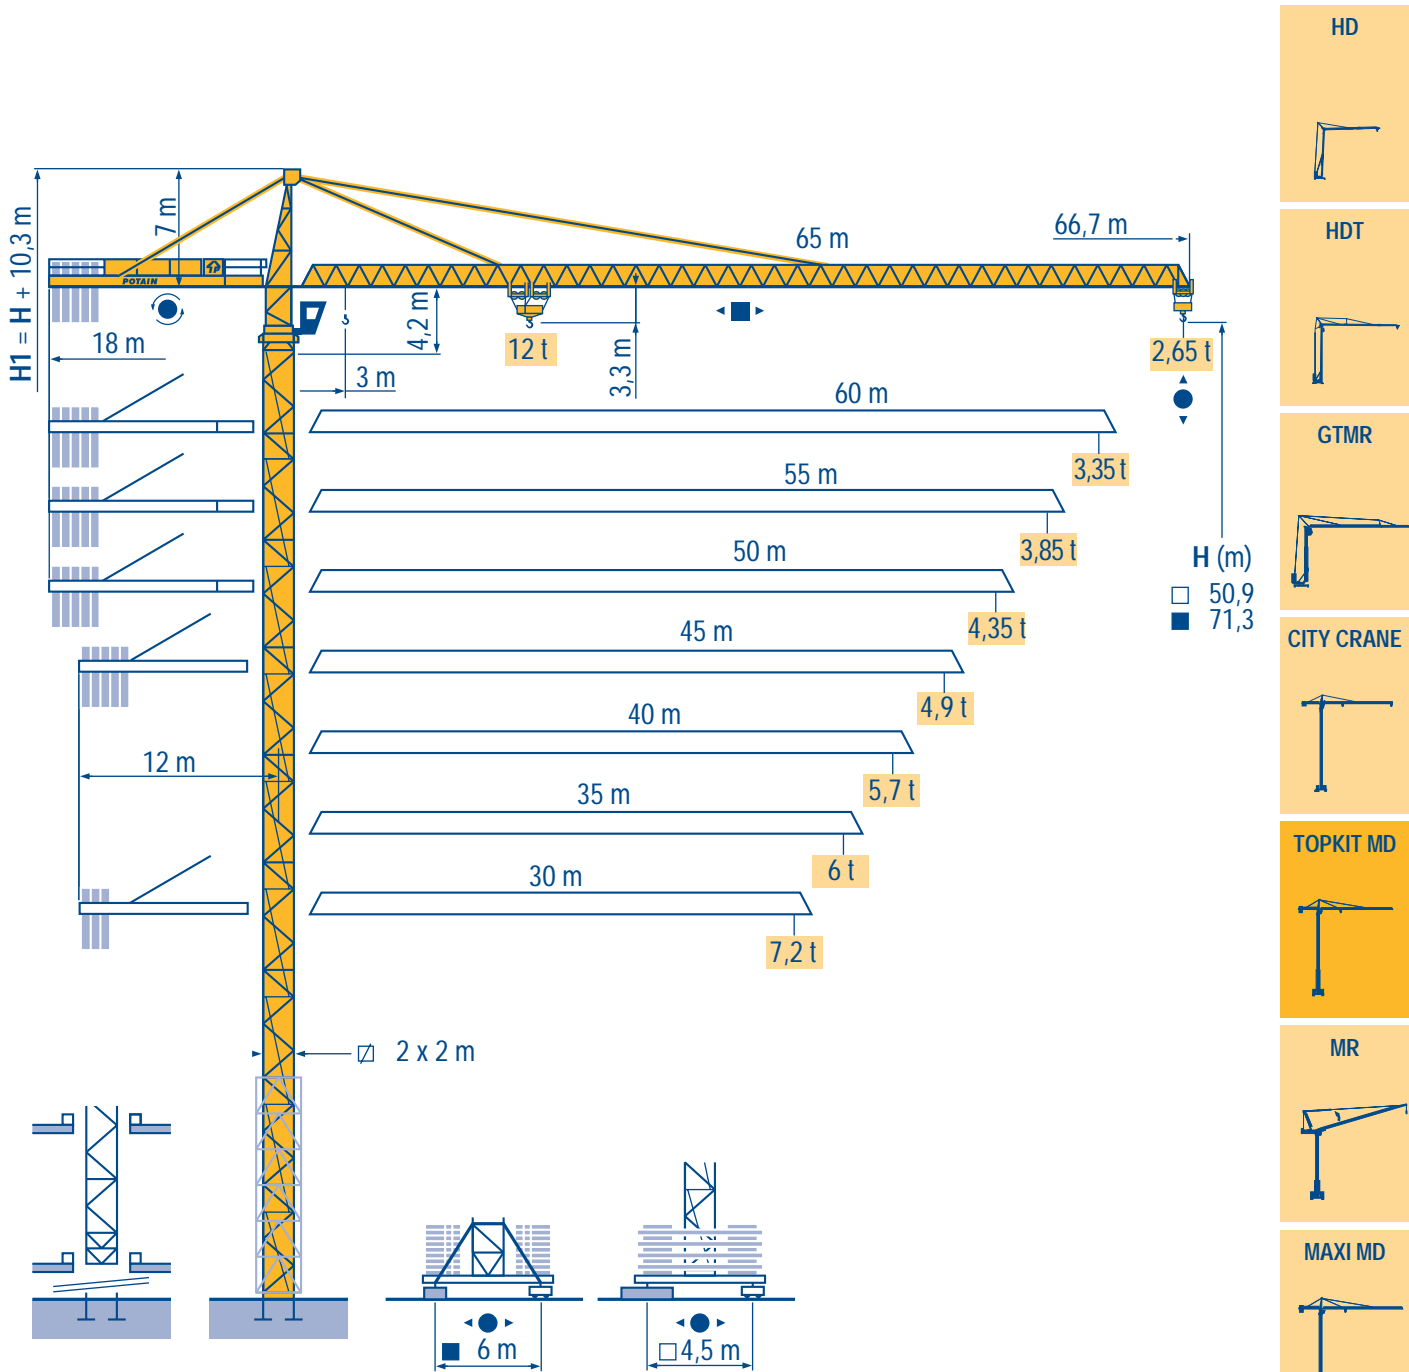 HD
HDT
GTMR
CITY CRANE
TOPKIT MD
MR
MAXI MD
H1 = H + 10,3 m
7 m
65 m
66,7 m
POTAIN
18 m
4,2 m
12 t
3,3 m
2,65 t
3 m
60 m
3,35 t
55 m
3,85 t
50 m
4,35 t
H (m)
□ 50,9
■ 71,3
45 m
4,9 t
40 m
5,7 t
12 m
35 m
6 t
30 m
7,2 t
2 x 2 m
■ 6 m
□ 4,5 m